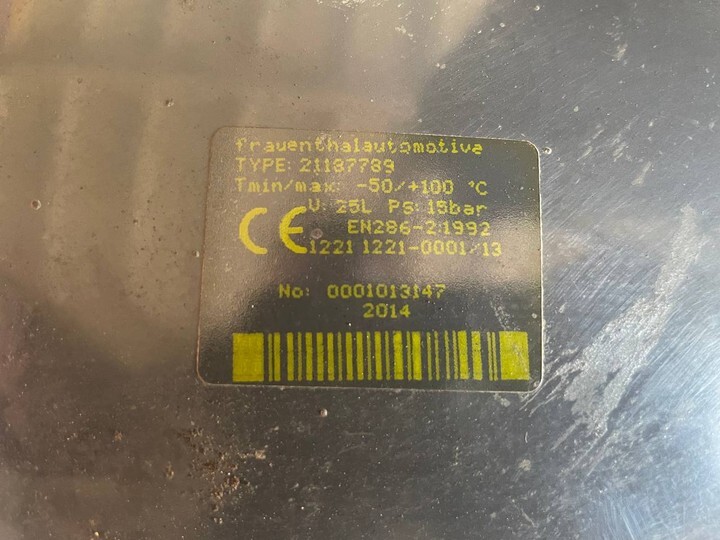 frauenthalautomotive
TYPE: 21187789
Tmin/max: -50/+100 °C
V: 25L Ps: 15bar
EN286-2:1992
CE 1221 1221-0001/13
No: 0001013147
2014